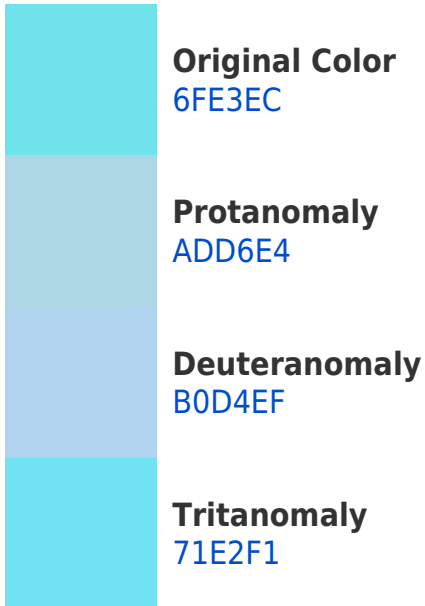 Original Color
6FE3EC
Protanomaly
ADD6E4
Deuteranomaly
B0D4EF
Tritanomaly
71E2F1